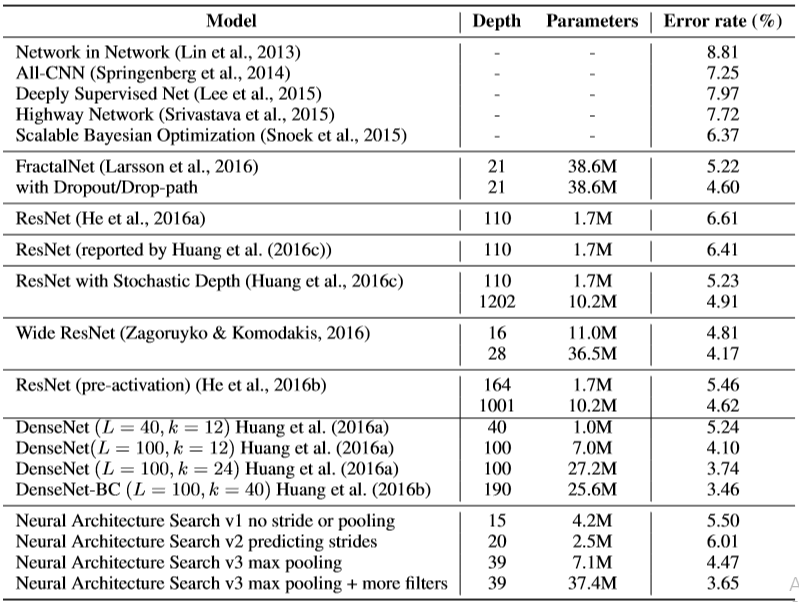 Model Depth Parameters Error rate (%)
Network in Network (Lin et al., 2013) - - 8.81
All-CNN (Springenberg et al., 2014) - - 7.25
Deeply Supervised Net (Lee et al., 2015) - - 7.97
Highway Network (Srivastava et al., 2015) - - 7.72
Scalable Bayesian Optimization (Snoek et al., 2015) - - 6.37
FractalNet (Larsson et al., 2016) 21 38.6M 5.22
with Dropout/Drop-path 21 38.6M 4.60
ResNet (He et al., 2016a) 110 1.7M 6.61
ResNet (reported by Huang et al. (2016c)) 110 1.7M 6.41
ResNet with Stochastic Depth (Huang et al., 2016c) 110 1.7M 5.23
1202 10.2M 4.91
Wide ResNet (Zagoruyko & Komodakis, 2016) 16 11.0M 4.81
28 36.5M 4.17
ResNet (pre-activation) (He et al., 2016b) 164 1.7M 5.46
1001 10.2M 4.62
DenseNet (L = 40, k = 12) Huang et al. (2016a) 40 1.0M 5.24
DenseNet(L = 100, k = 12) Huang et al. (2016a) 100 7.0M 4.10
DenseNet (L = 100, k = 24) Huang et al. (2016a) 100 27.2M 3.74
DenseNet-BC (L = 100, k = 40) Huang et al. (2016b) 190 25.6M 3.46
Neural Architecture Search v1 no stride or pooling 15 4.2M 5.50
Neural Architecture Search v2 predicting strides 20 2.5M 6.01
Neural Architecture Search v3 max pooling 39 7.1M 4.47
Neural Architecture Search v3 max pooling + more filters 39 37.4M 3.65